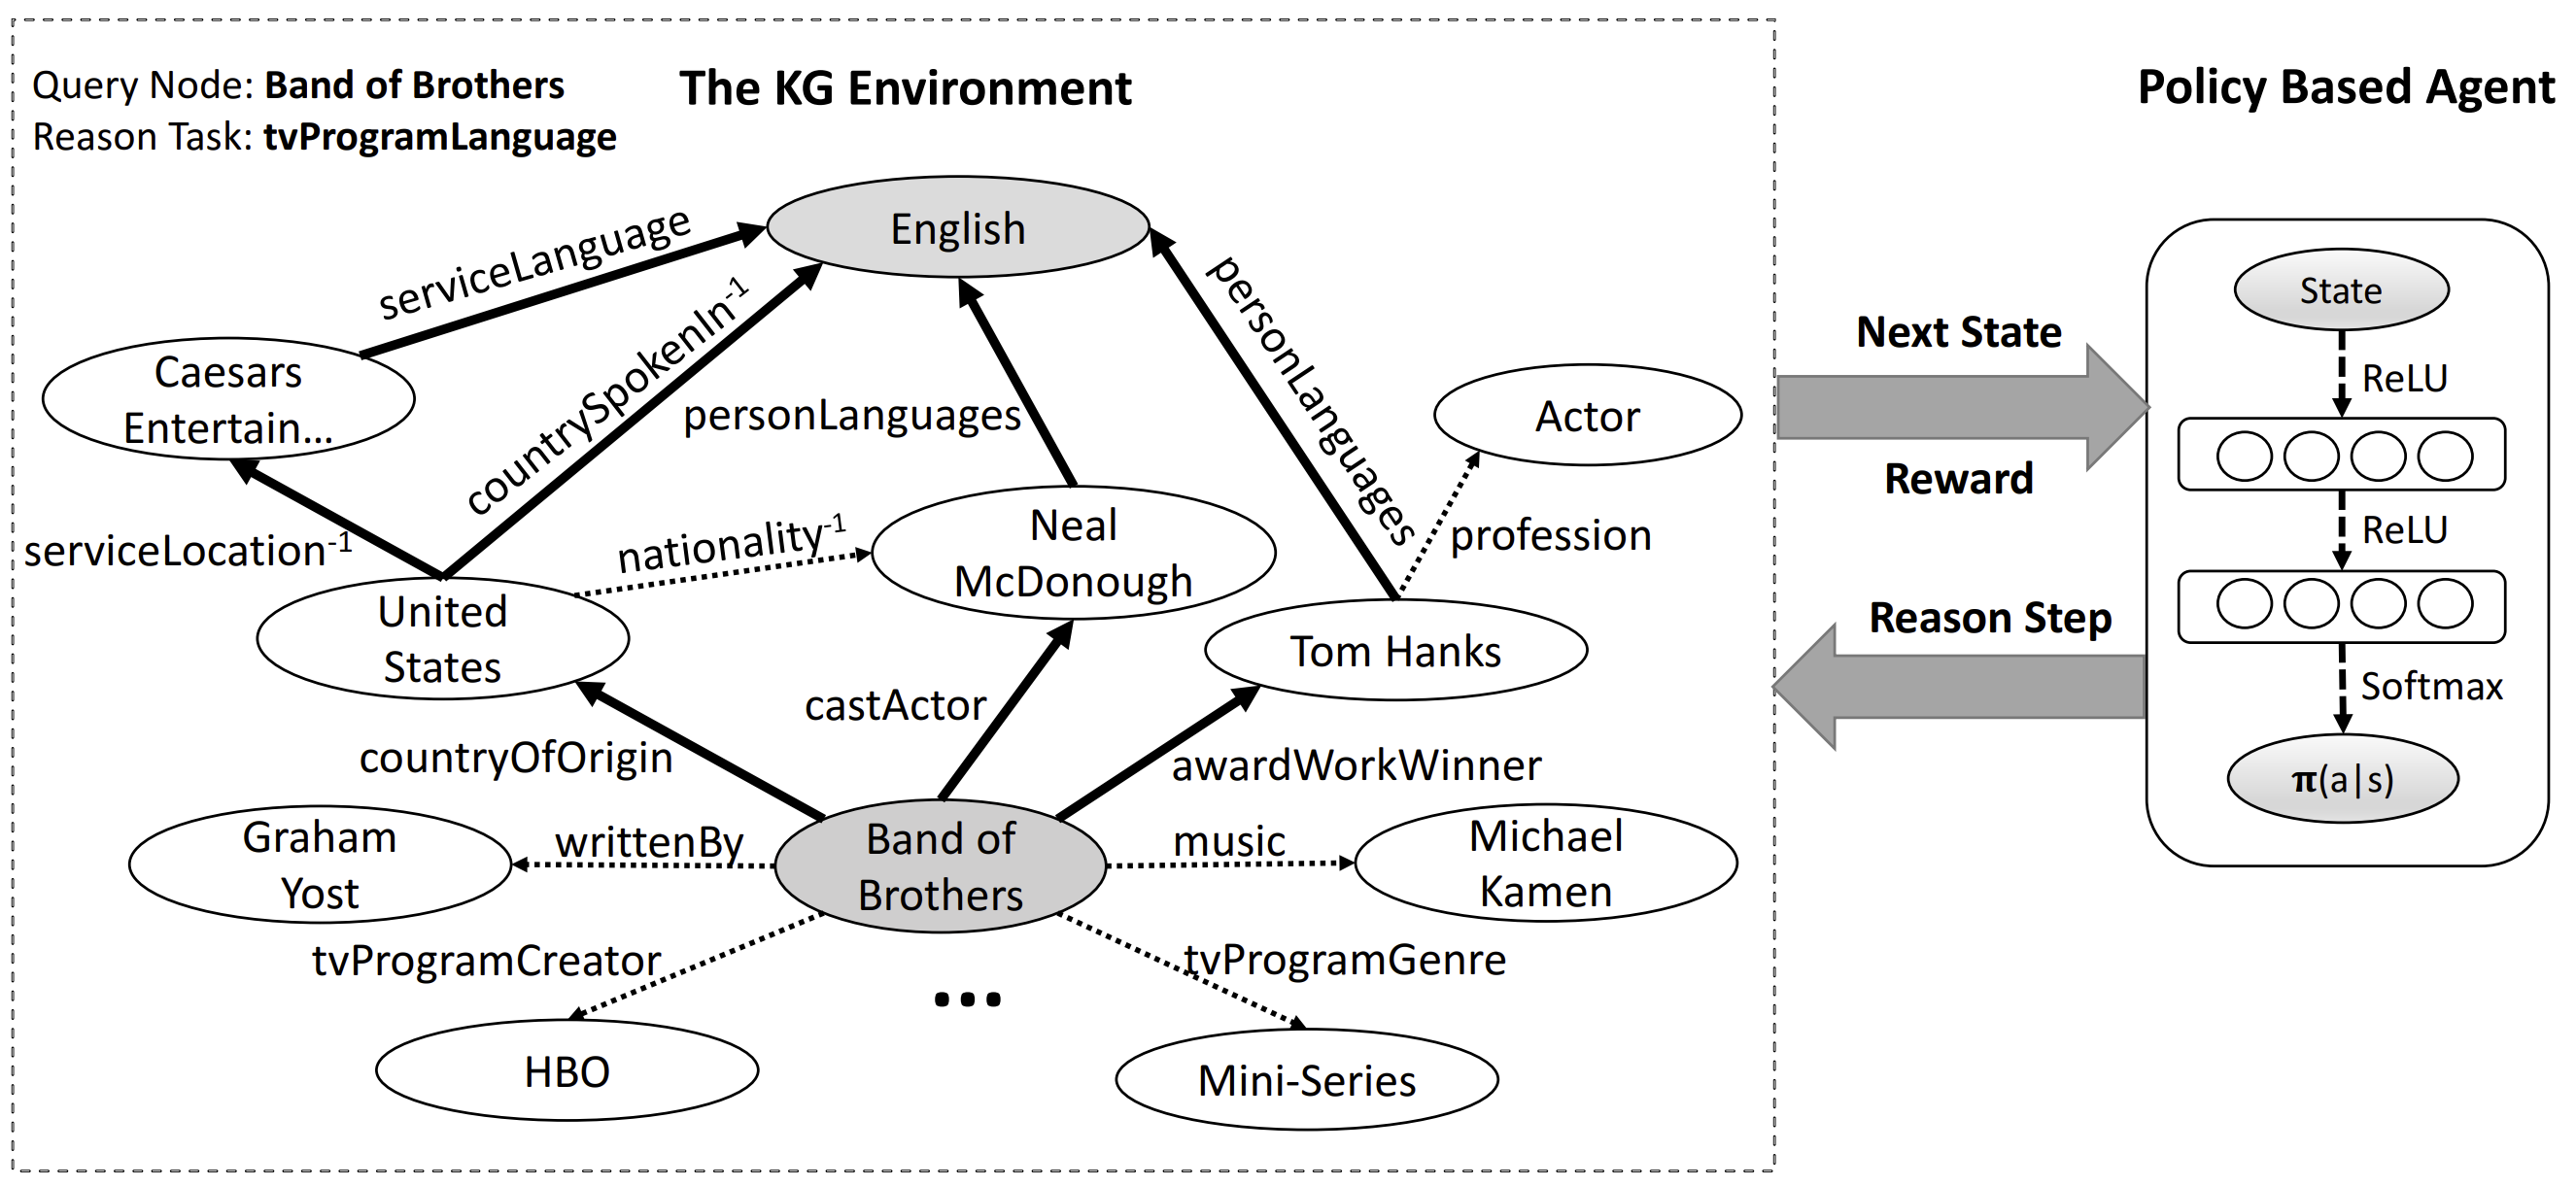 Query Node: Band of Brothers
Reason Task: tvProgramLanguage
The KG Environment
Policy Based Agent
English
serviceLanguage
countrySpokenIn⁻¹
personLanguages
personLanguages
Caesars
Entertain...
Actor
profession
serviceLocation⁻¹
nationality⁻¹
Neal
McDonough
United
States
Tom Hanks
castActor
countryOfOrigin
awardWorkWinner
Graham
Yost
writtenBy
Band of
Brothers
music
Michael
Kamen
tvProgramCreator
tvProgramGenre
...
HBO
Mini-Series
Next State
Reward
Reason Step
State
ReLU
ReLU
Softmax
π(a|s)